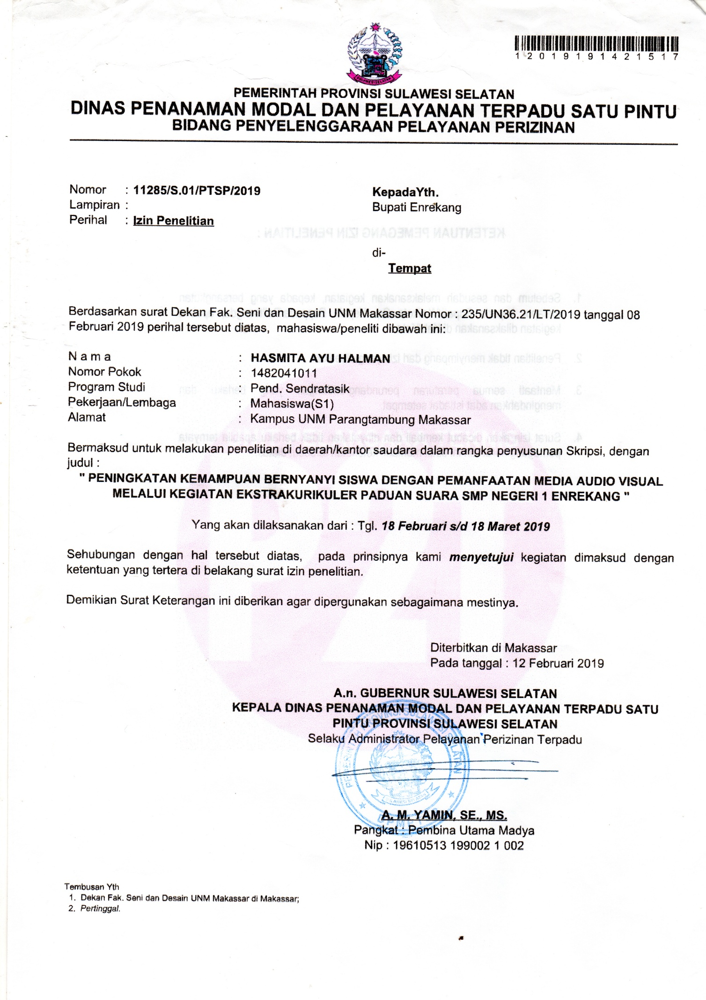 SULAWESI SELATAN
1 2 0 1 9 1 9 1 4 2 1 5 1 7
PEMERINTAH PROVINSI SULAWESI SELATAN
DINAS PENANAMAN MODAL DAN PELAYANAN TERPADU SATU PINTU
BIDANG PENYELENGGARAAN PELAYANAN PERIZINAN
Nomor : 11285/S.01/PTSP/2019
Lampiran :
Perihal : Izin Penelitian
KepadaYth.
Bupati Enrekang
di-
Tempat
KETENTUAN PEMEGANG IZIN PENELITIAN :
Berdasarkan surat Dekan Fak. Seni dan Desain UNM Makassar Nomor : 235/UN36.21/LT/2019 tanggal 08
Februari 2019 perihal tersebut diatas, mahasiswa/peneliti dibawah ini:
N a m a : HASMITA AYU HALMAN
Nomor Pokok : 1482041011
Program Studi : Pend. Sendratasik
Pekerjaan/Lembaga : Mahasiswa(S1)
Alamat : Kampus UNM Parangtambung Makassar
Bermaksud untuk melakukan penelitian di daerah/kantor saudara dalam rangka penyusunan Skripsi, dengan
judul :
" PENINGKATAN KEMAMPUAN BERNYANYI SISWA DENGAN PEMANFAATAN MEDIA AUDIO VISUAL
MELALUI KEGIATAN EKSTRAKURIKULER PADUAN SUARA SMP NEGERI 1 ENREKANG "
Yang akan dilaksanakan dari : Tgl. 18 Februari s/d 18 Maret 2019
Sehubungan dengan hal tersebut diatas, pada prinsipnya kami menyetujui kegiatan dimaksud dengan
ketentuan yang tertera di belakang surat izin penelitian.
Demikian Surat Keterangan ini diberikan agar dipergunakan sebagaimana mestinya.
Diterbitkan di Makassar
Pada tanggal : 12 Februari 2019
A.n. GUBERNUR SULAWESI SELATAN
KEPALA DINAS PENANAMAN MODAL DAN PELAYANAN TERPADU SATU
PINTU PROVINSI SULAWESI SELATAN
Selaku Administrator Pelayanan Perizinan Terpadu
PEMERINTAH PROVINSI SULAWESI SELATAN
A. M. YAMIN, SE., MS.
Pangkat : Pembina Utama Madya
Nip : 19610513 199002 1 002
Tembusan Yth
1. Dekan Fak. Seni dan Desain UNM Makassar di Makassar;
2. Pertinggal.